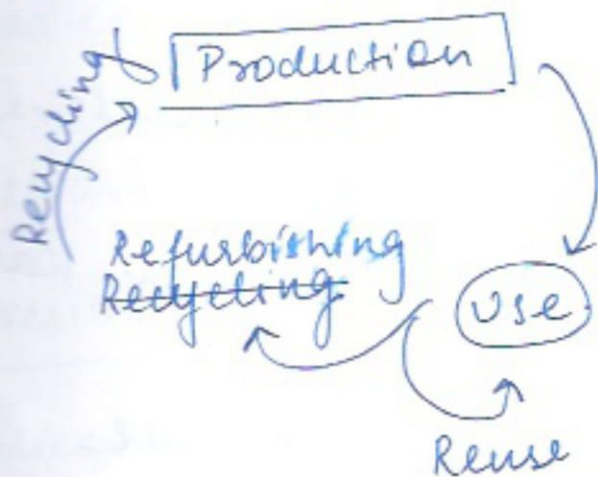 Production
Recycling
Refurbishing
Recycling
Use
Reuse